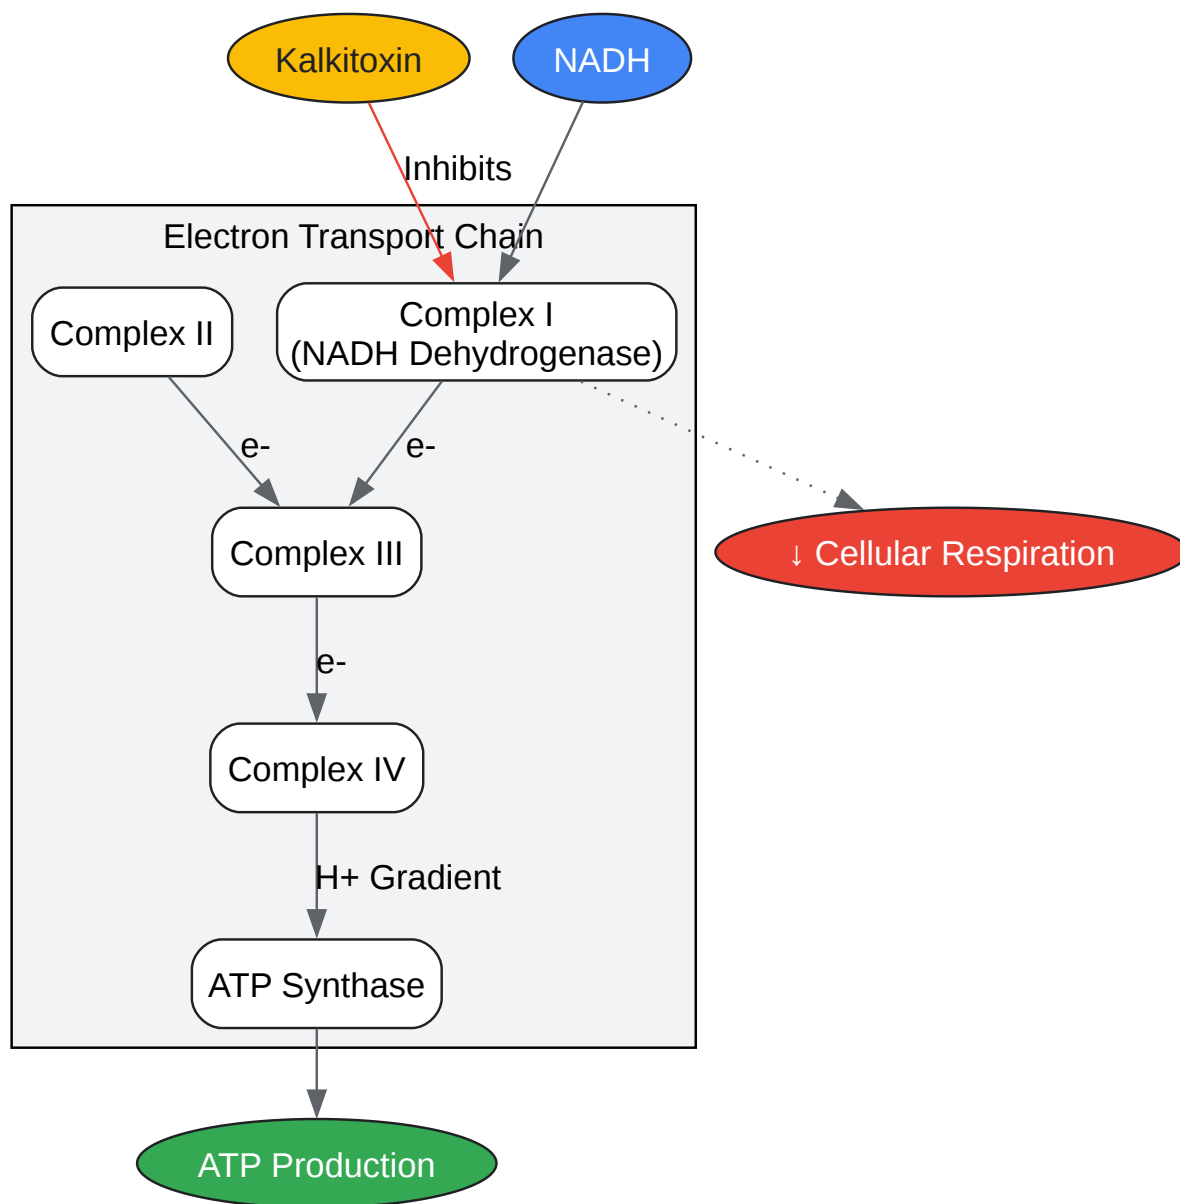 Kalkitoxin
NADH
Inhibits
Electron Transport Chain
Complex II
Complex I
(NADH Dehydrogenase)
e-
e-
Complex III
↓ Cellular Respiration
e-
Complex IV
H+ Gradient
ATP Synthase
ATP Production